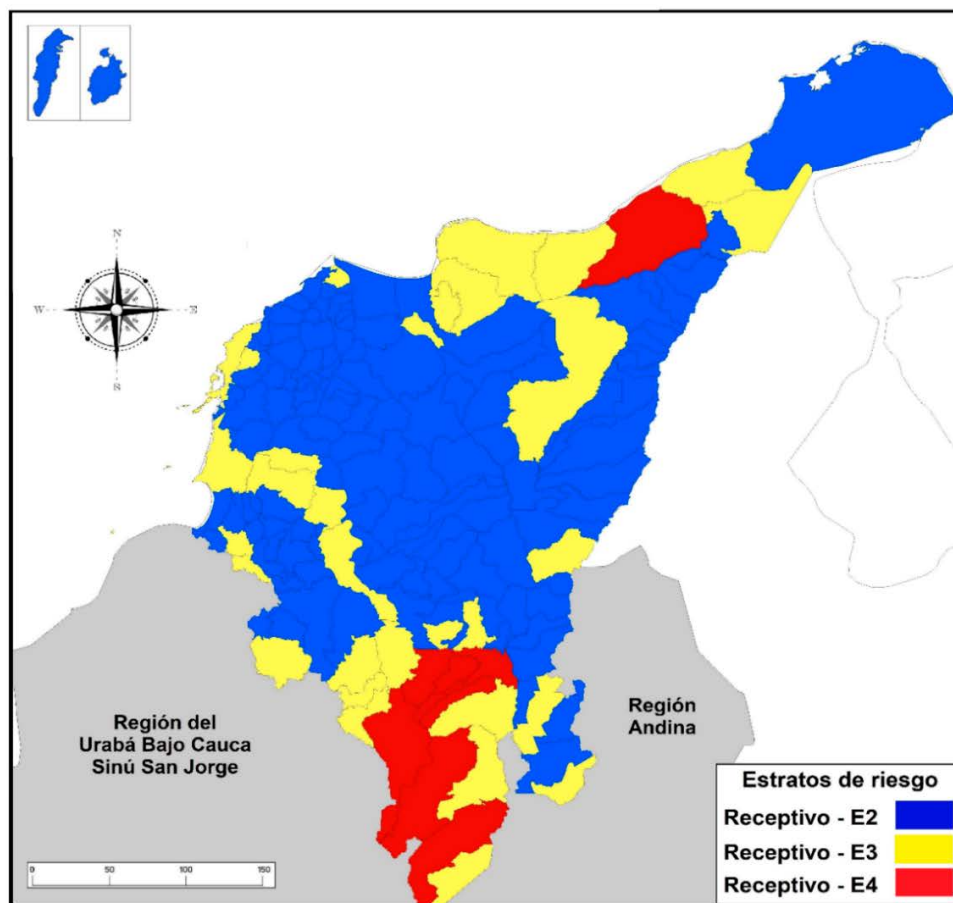 N
W
E
S
Región del
Urabá Bajo Cauca
Sinú San Jorge
Región
Andina
Estratos de riesgo
Receptivo - E2
Receptivo - E3
Receptivo - E4
0 50 100 150